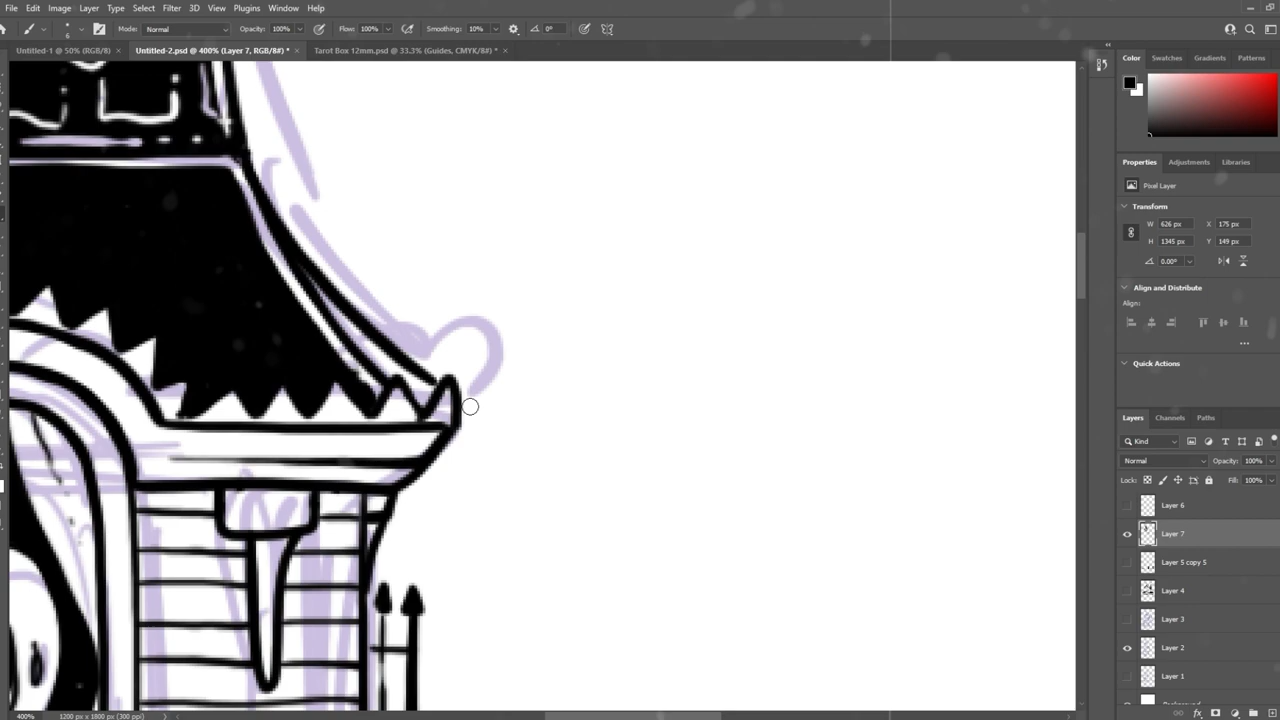 File Edit Image Layer Type Select Filter 3D View Plugins Window Help
6 Mode: Normal Opacity: 100% Flow: 100% Smoothing: 10% 0°
Untitled-1 @ 50% (RGB/8) × Untitled-2.psd @ 400% (Layer 7, RGB/8#) * × Tarot Box 12mm.psd @ 33.3% (Guides, CMYK/8#) * ×
Color Swatches Gradients Patterns
Properties Adjustments Libraries
Pixel Layer
Transform
W 626 px X 175 px
H 1345 px Y 149 px
0.00°
Align and Distribute
Align:
Quick Actions
Layers Channels Paths
Kind
Normal Opacity: 100%
Lock: Fill: 100%
Layer 6
Layer 7
Layer 5 copy 5
Layer 4
Layer 3
Layer 2
Layer 1
Background
400% 1200 px x 1800 px (300 ppi)